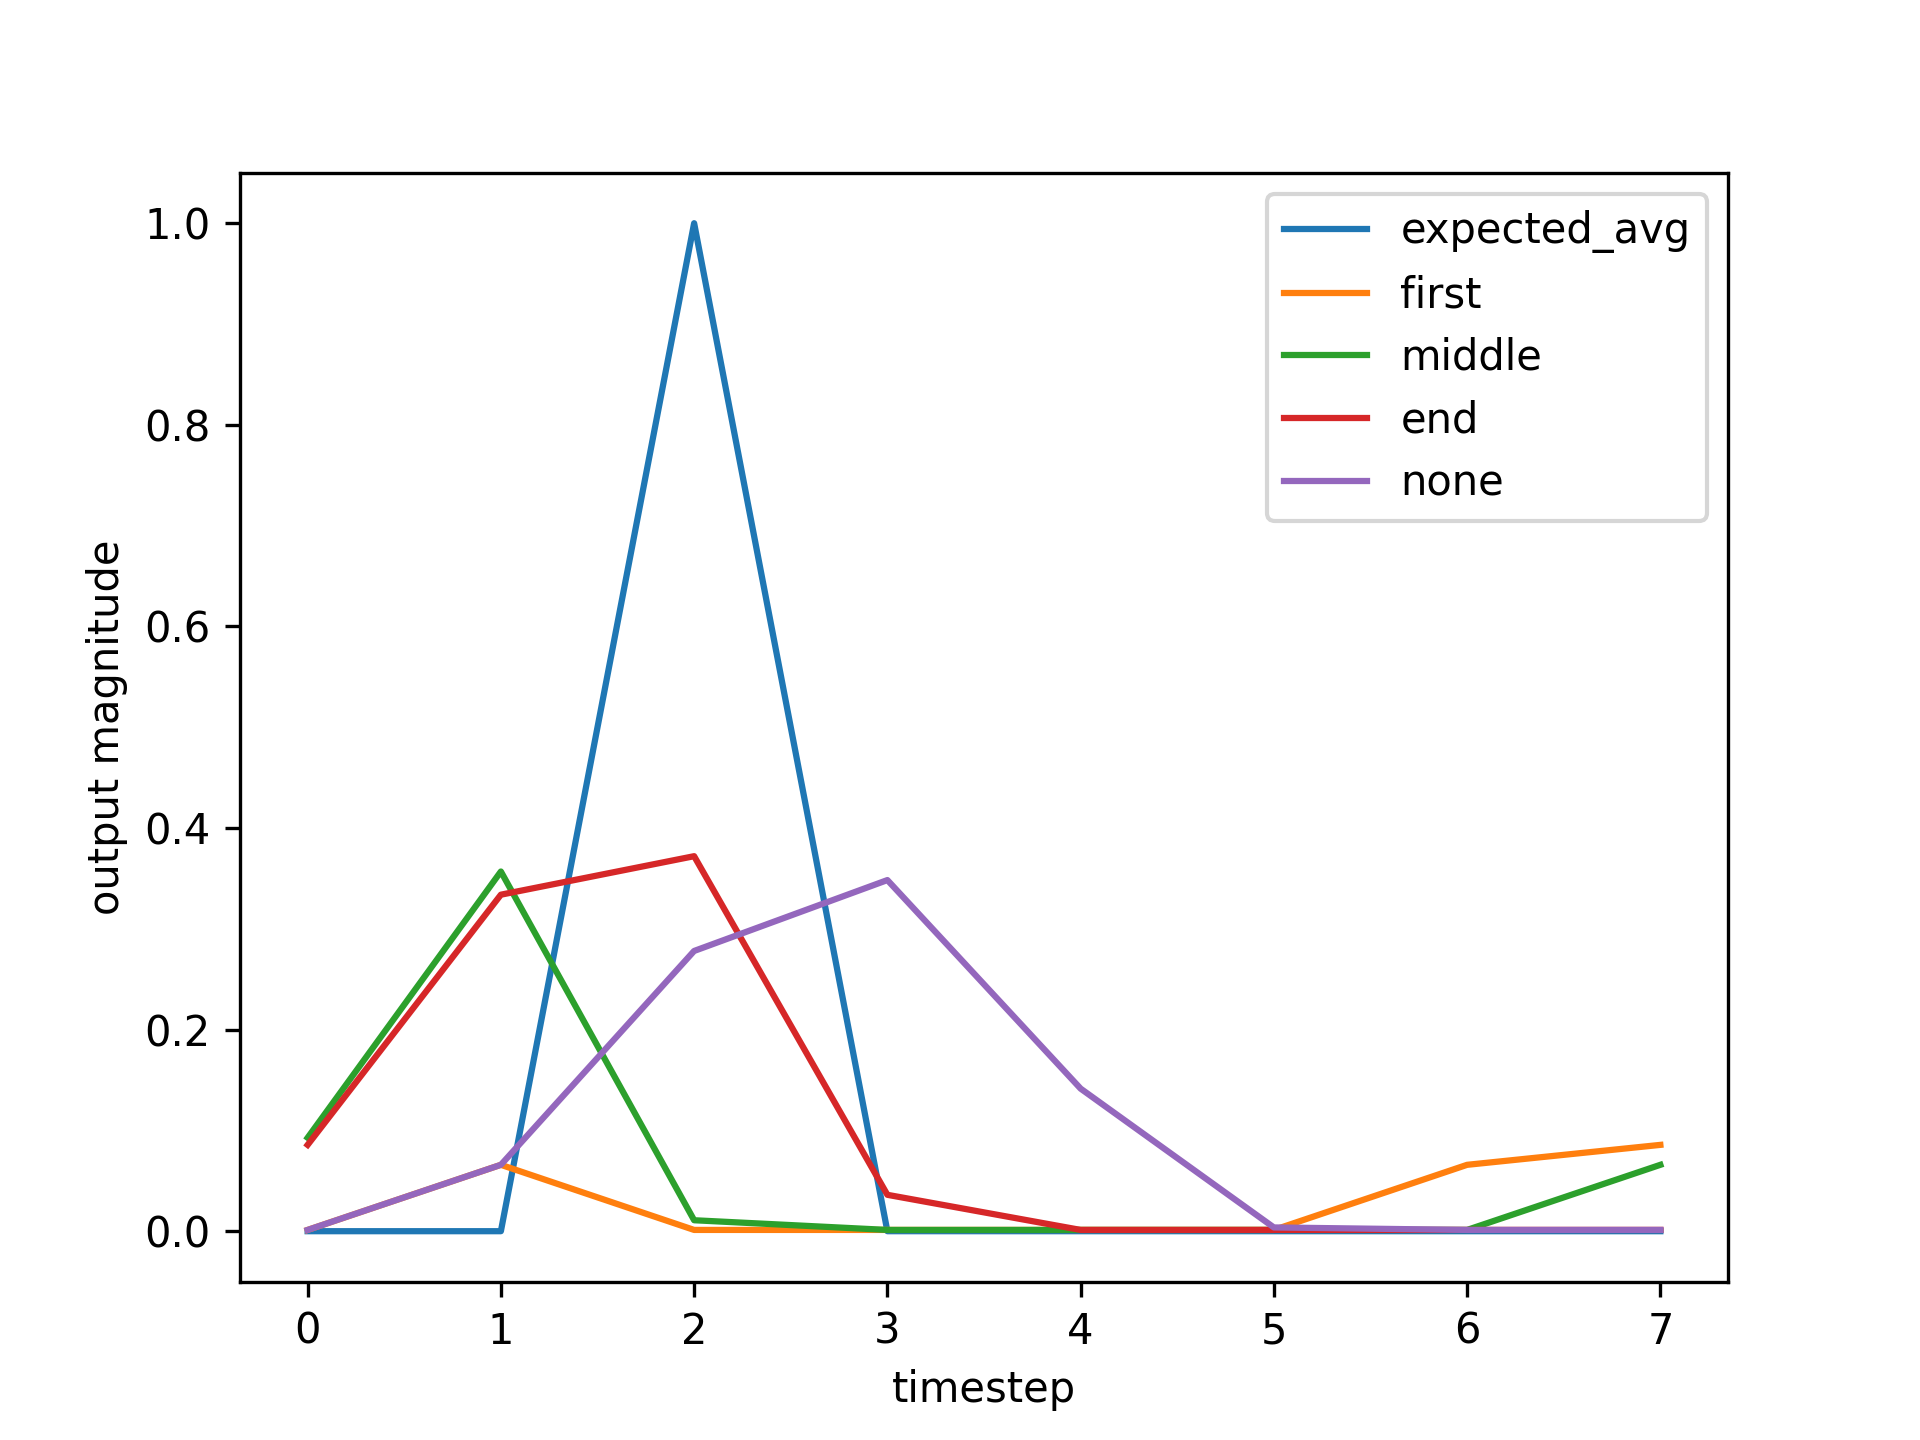 1.0
0.8
0.6
0.4
0.2
0.0
output magnitude
expected_avg
first
middle
end
none
0 1 2 3 4 5 6 7
timestep